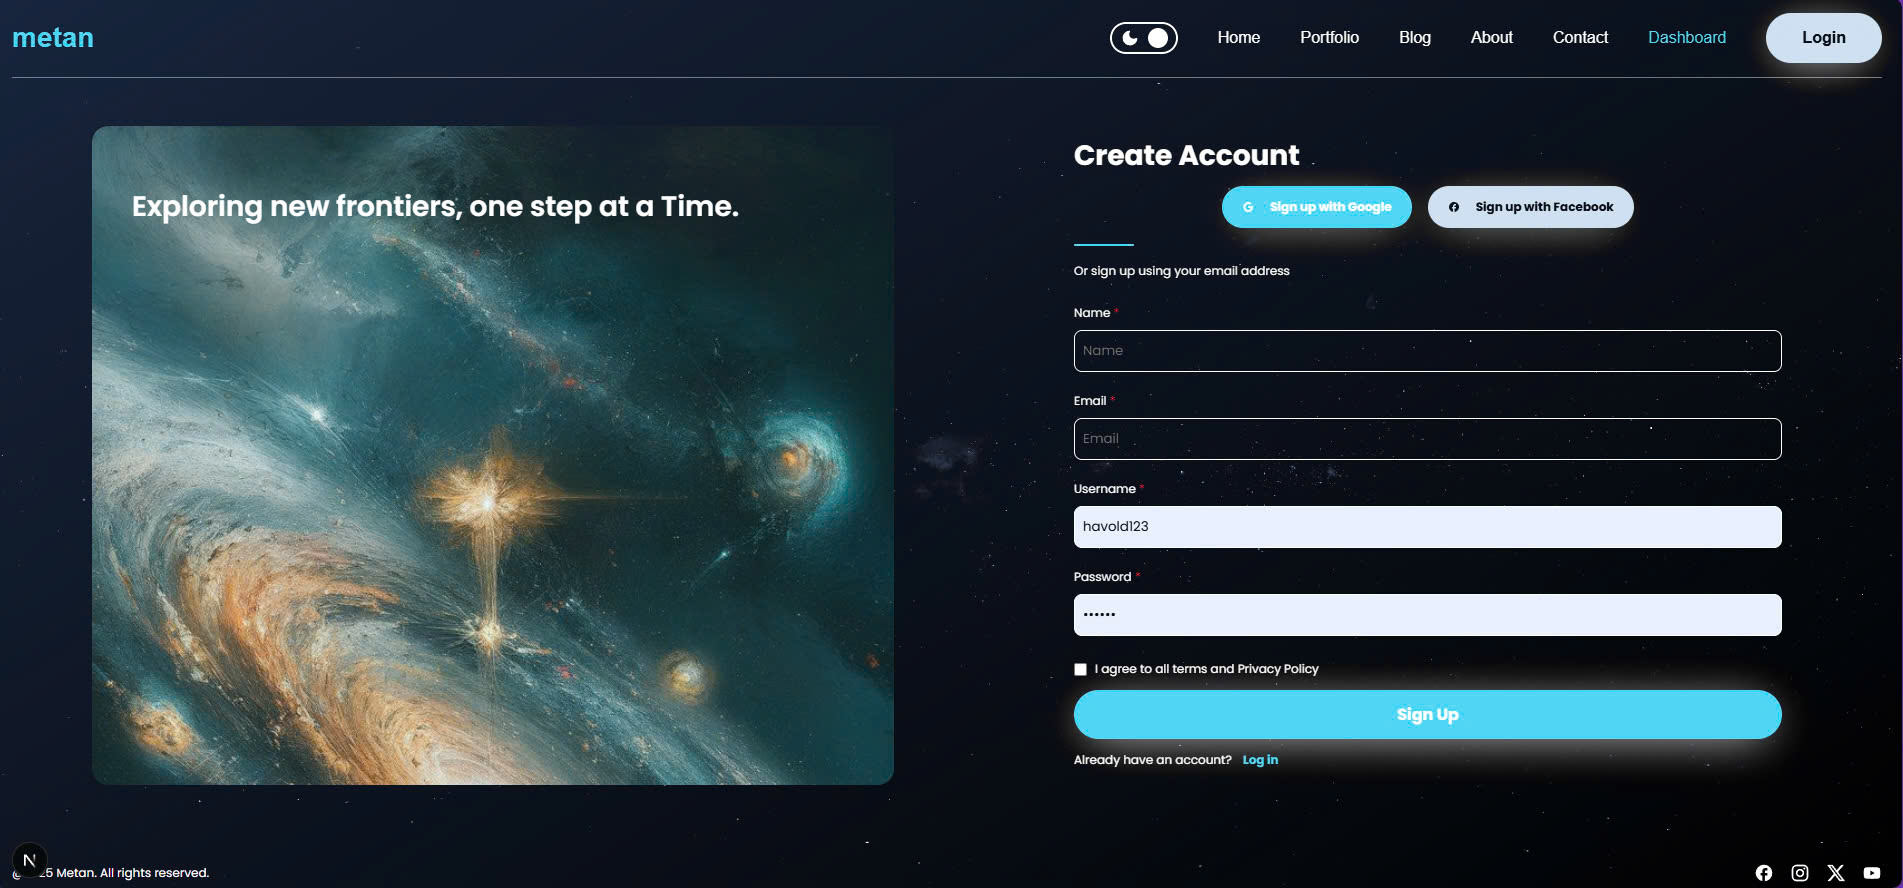 metan
Home Portfolio Blog About Contact Dashboard Login
Exploring new frontiers, one step at a Time.
Create Account
Sign up with Google Sign up with Facebook
Or sign up using your email address
Name *
Name
Email *
Email
Username *
havold123
Password *
••••••
I agree to all terms and Privacy Policy
Sign Up
Already have an account? Log in
N
5 Metan. All rights reserved.